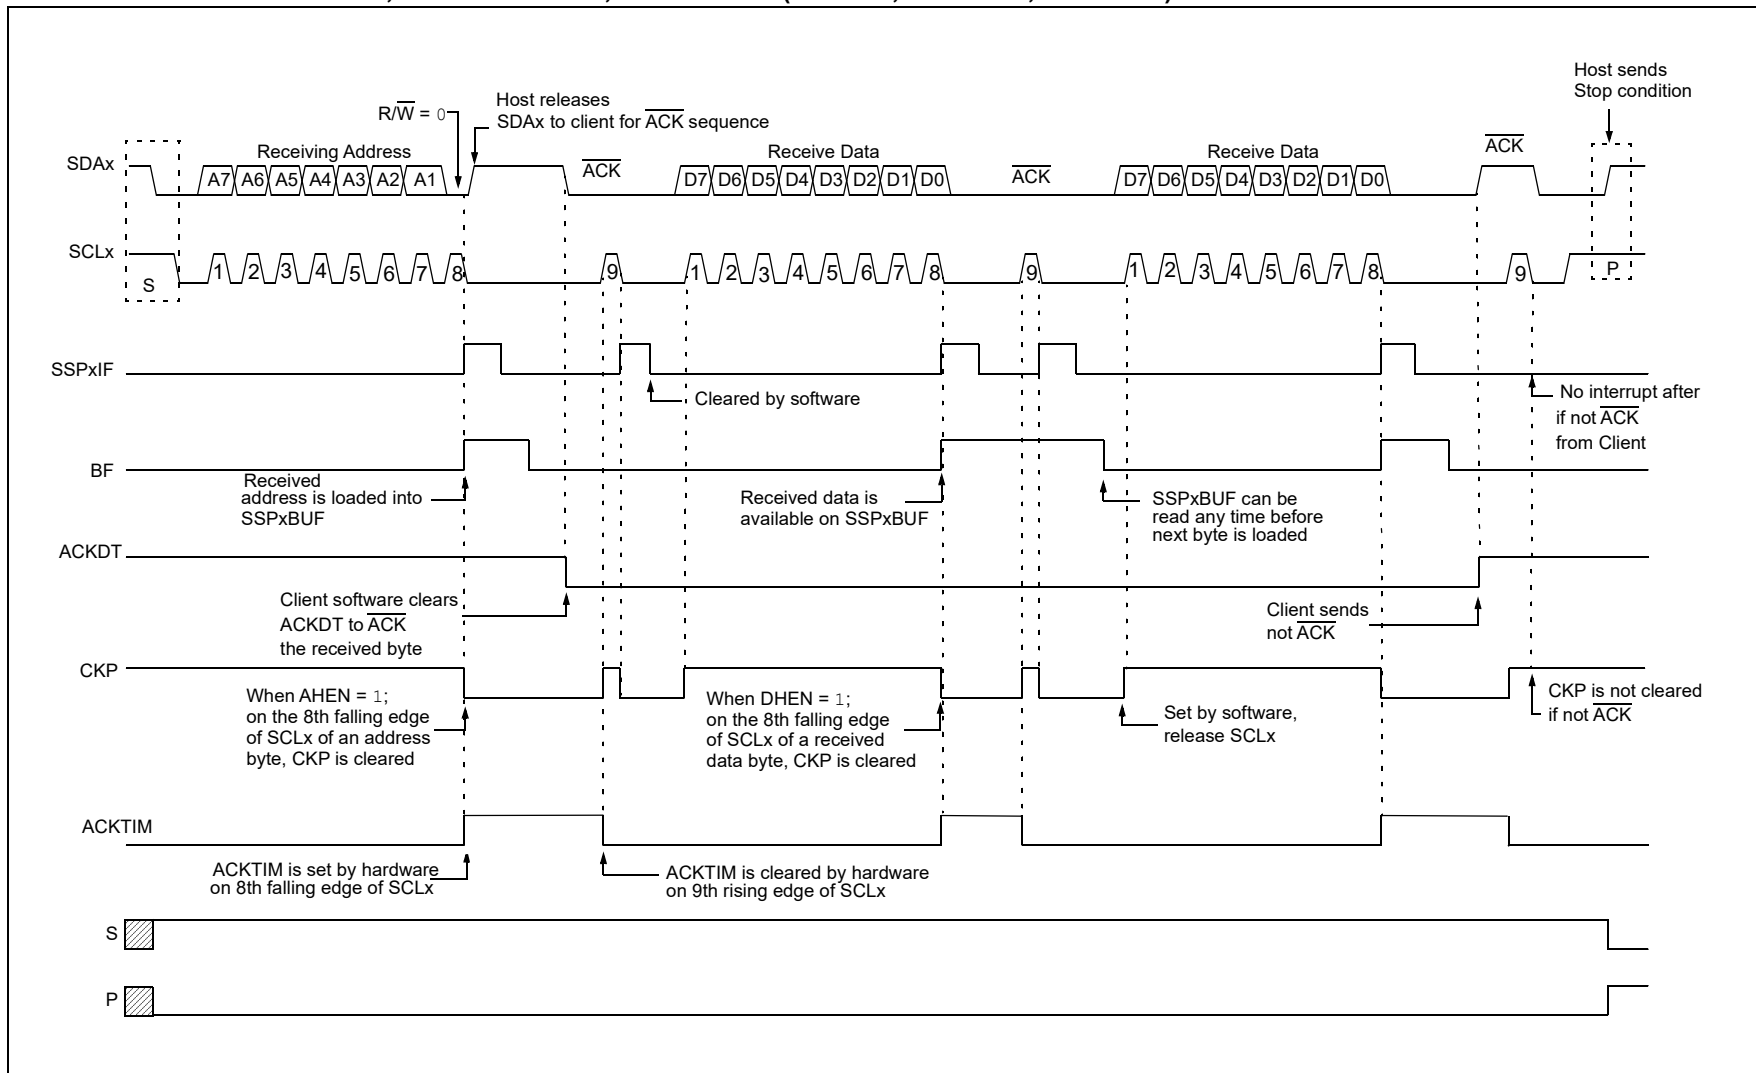 Host sends
Stop condition
R/W = 0
Host releases
SDAx to client for ACK sequence
SDAx
Receiving Address
ACK
Receive Data
ACK
Receive Data
ACK
A7 A6 A5 A4 A3 A2 A1
D7 D6 D5 D4 D3 D2 D1 D0
D7 D6 D5 D4 D3 D2 D1 D0
SCLx
S
1 2 3 4 5 6 7 8 9
1 2 3 4 5 6 7 8 9
1 2 3 4 5 6 7 8 9
P
SSPxIF
Cleared by software
No interrupt after
if not ACK
from Client
BF
Received
address is loaded into
SSPxBUF
Received data is
available on SSPxBUF
SSPxBUF can be
read any time before
next byte is loaded
ACKDT
Client software clears
ACKDT to ACK
the received byte
Client sends
not ACK
CKP
When AHEN = 1;
on the 8th falling edge
of SCLx of an address
byte, CKP is cleared
When DHEN = 1;
on the 8th falling edge
of SCLx of a received
data byte, CKP is cleared
Set by software,
release SCLx
CKP is not cleared
if not ACK
ACKTIM
ACKTIM is set by hardware
on 8th falling edge of SCLx
ACKTIM is cleared by hardware
on 9th rising edge of SCLx
S
P